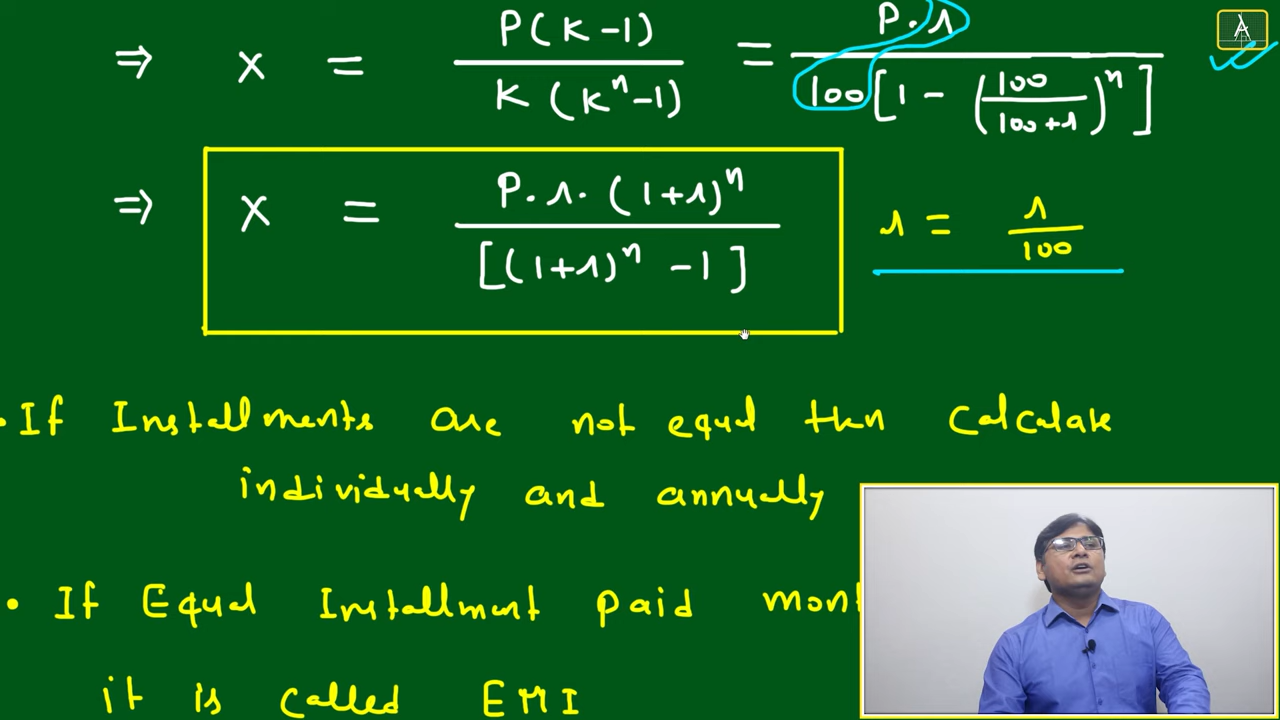 ⇒ x = P(K-1) / K(Kⁿ-1) = P.r / 100[1 - (100/(100+r))ⁿ]
A
⇒ x = P.r.(1+r)ⁿ / [(1+r)ⁿ -1]
r = r/100
• If Installments are not equal then calculate
individually and annually
• If Equal Installment paid mont
it is called EMI